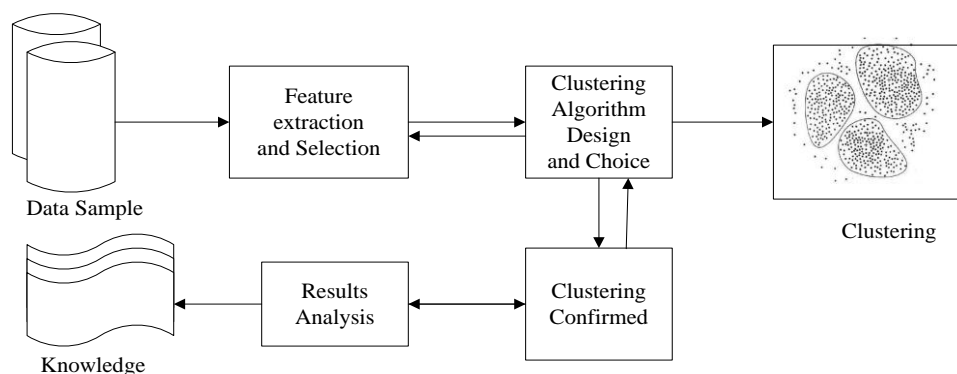 Data Sample
Feature
extraction
and Selection
Clustering
Algorithm
Design
and Choice
Clustering
Knowledge
Results
Analysis
Clustering
Confirmed